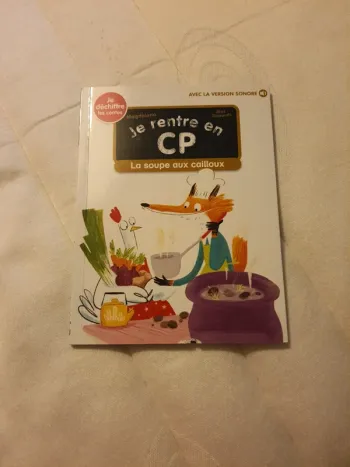 Je
déchiffre
les contes
AVEC LA VERSION SONORE
Je rentre en
CP
La soupe aux cailloux